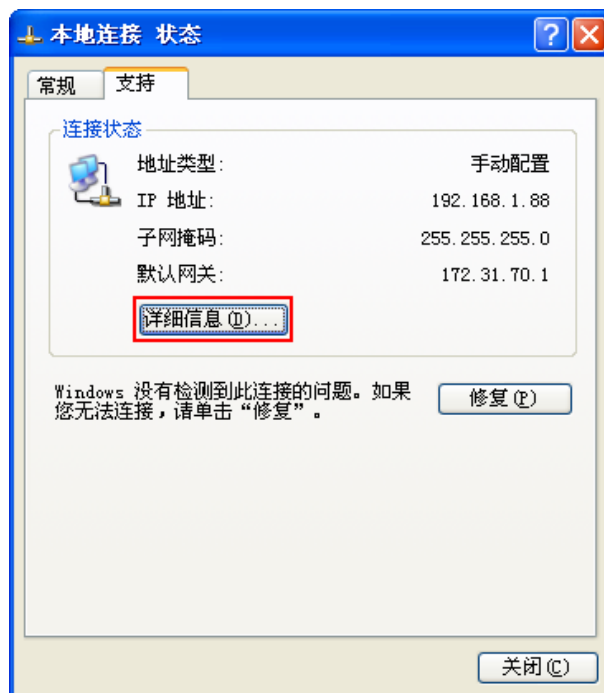 本地连接 状态
常规
支持
连接状态
地址类型:
手动配置
IP 地址:
192.168.1.88
子网掩码:
255.255.255.0
默认网关:
172.31.70.1
详细信息(D)...
Windows 没有检测到此连接的问题。如果
您无法连接，请单击“修复”。
修复(P)
关闭(C)